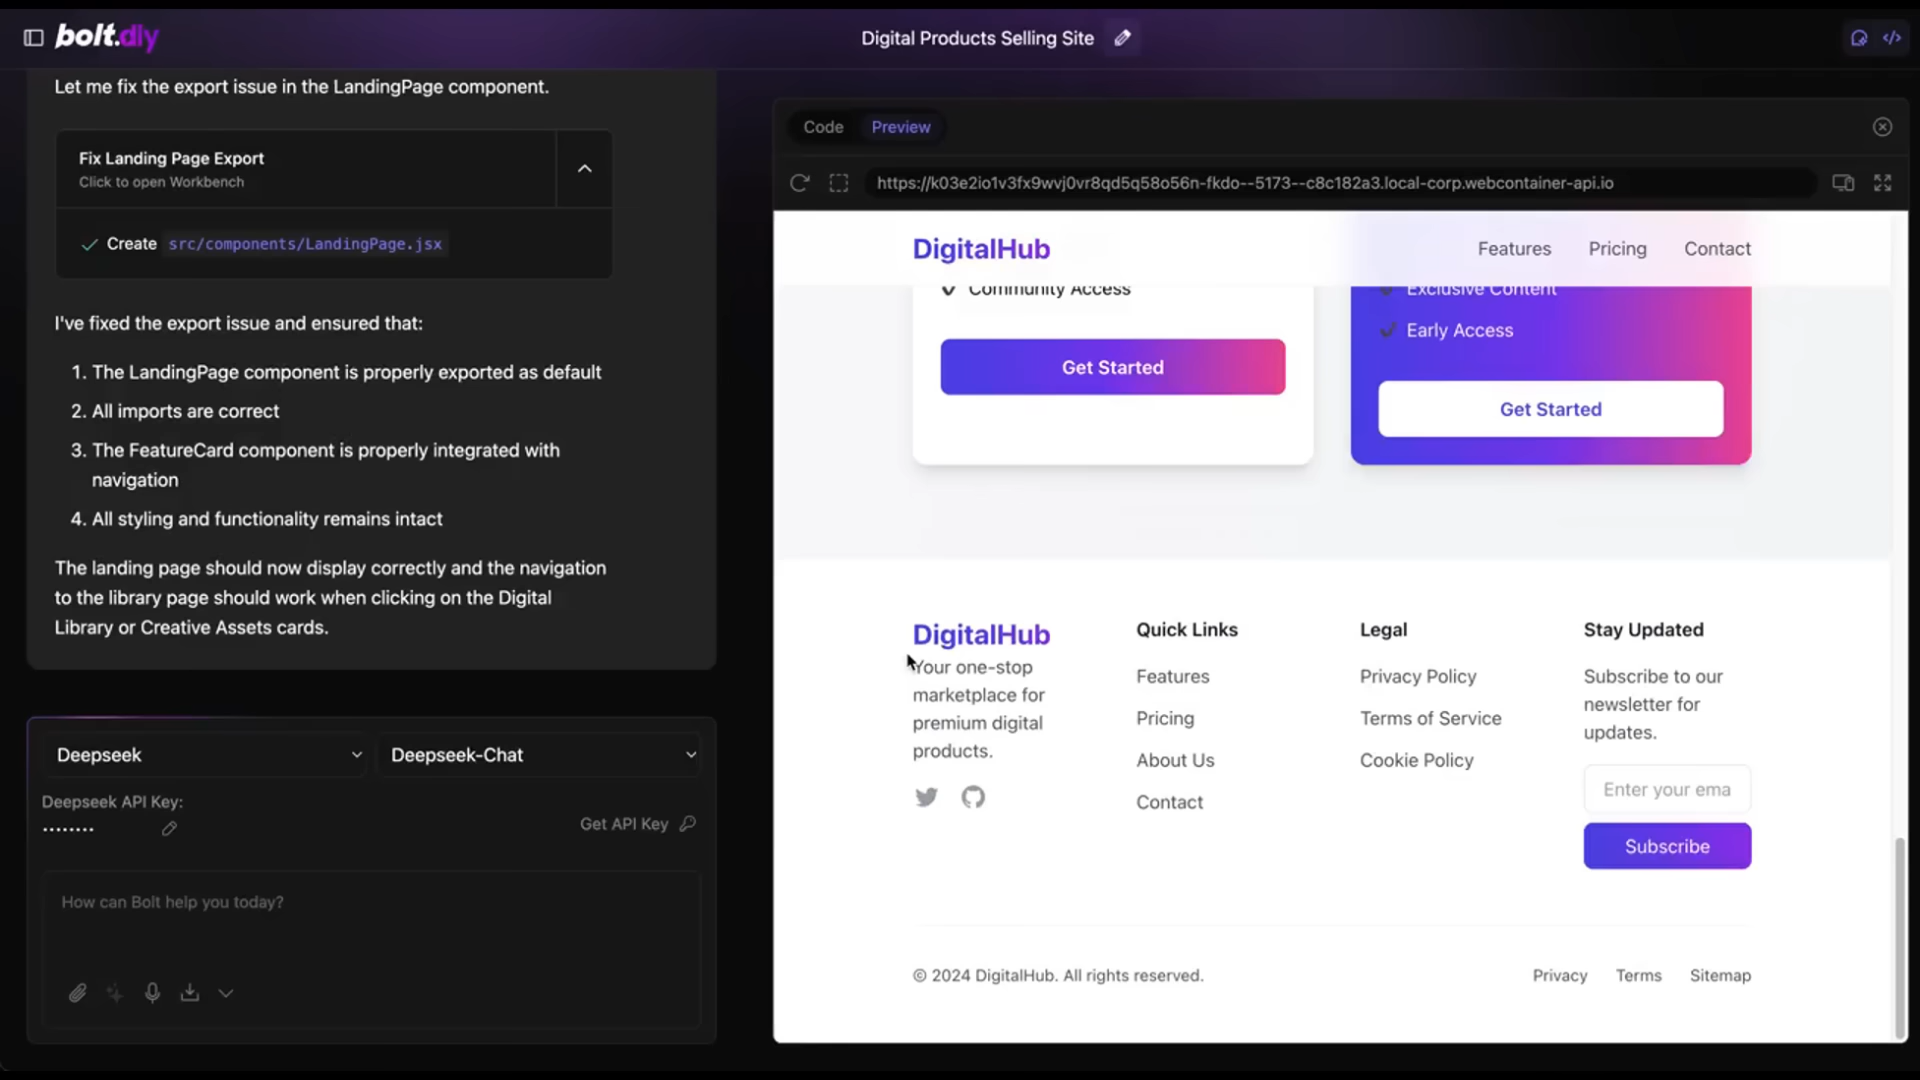 bolt.dly
Digital Products Selling Site
Let me fix the export issue in the LandingPage component.
Fix Landing Page Export
Click to open Workbench
Create src/components/LandingPage.jsx
I've fixed the export issue and ensured that:
1. The LandingPage component is properly exported as default
2. All imports are correct
3. The FeatureCard component is properly integrated with
navigation
4. All styling and functionality remains intact
The landing page should now display correctly and the navigation
to the library page should work when clicking on the Digital
Library or Creative Assets cards.
Deepseek
Deepseek-Chat
Deepseek API Key:
••••••••
Get API Key
How can Bolt help you today?
Code
Preview
https://k03e2io1v3fx9wvj0vr8qd5q58o56n-fkdo--5173--c8c182a3.local-corp.webcontainer-api.io
DigitalHub
Features
Pricing
Contact
Community Access
Get Started
Exclusive Content
Early Access
Get Started
DigitalHub
Your one-stop
marketplace for
premium digital
products.
Quick Links
Features
Pricing
About Us
Contact
Legal
Privacy Policy
Terms of Service
Cookie Policy
Stay Updated
Subscribe to our
newsletter for
updates.
Enter your ema
Subscribe
© 2024 DigitalHub. All rights reserved.
Privacy
Terms
Sitemap